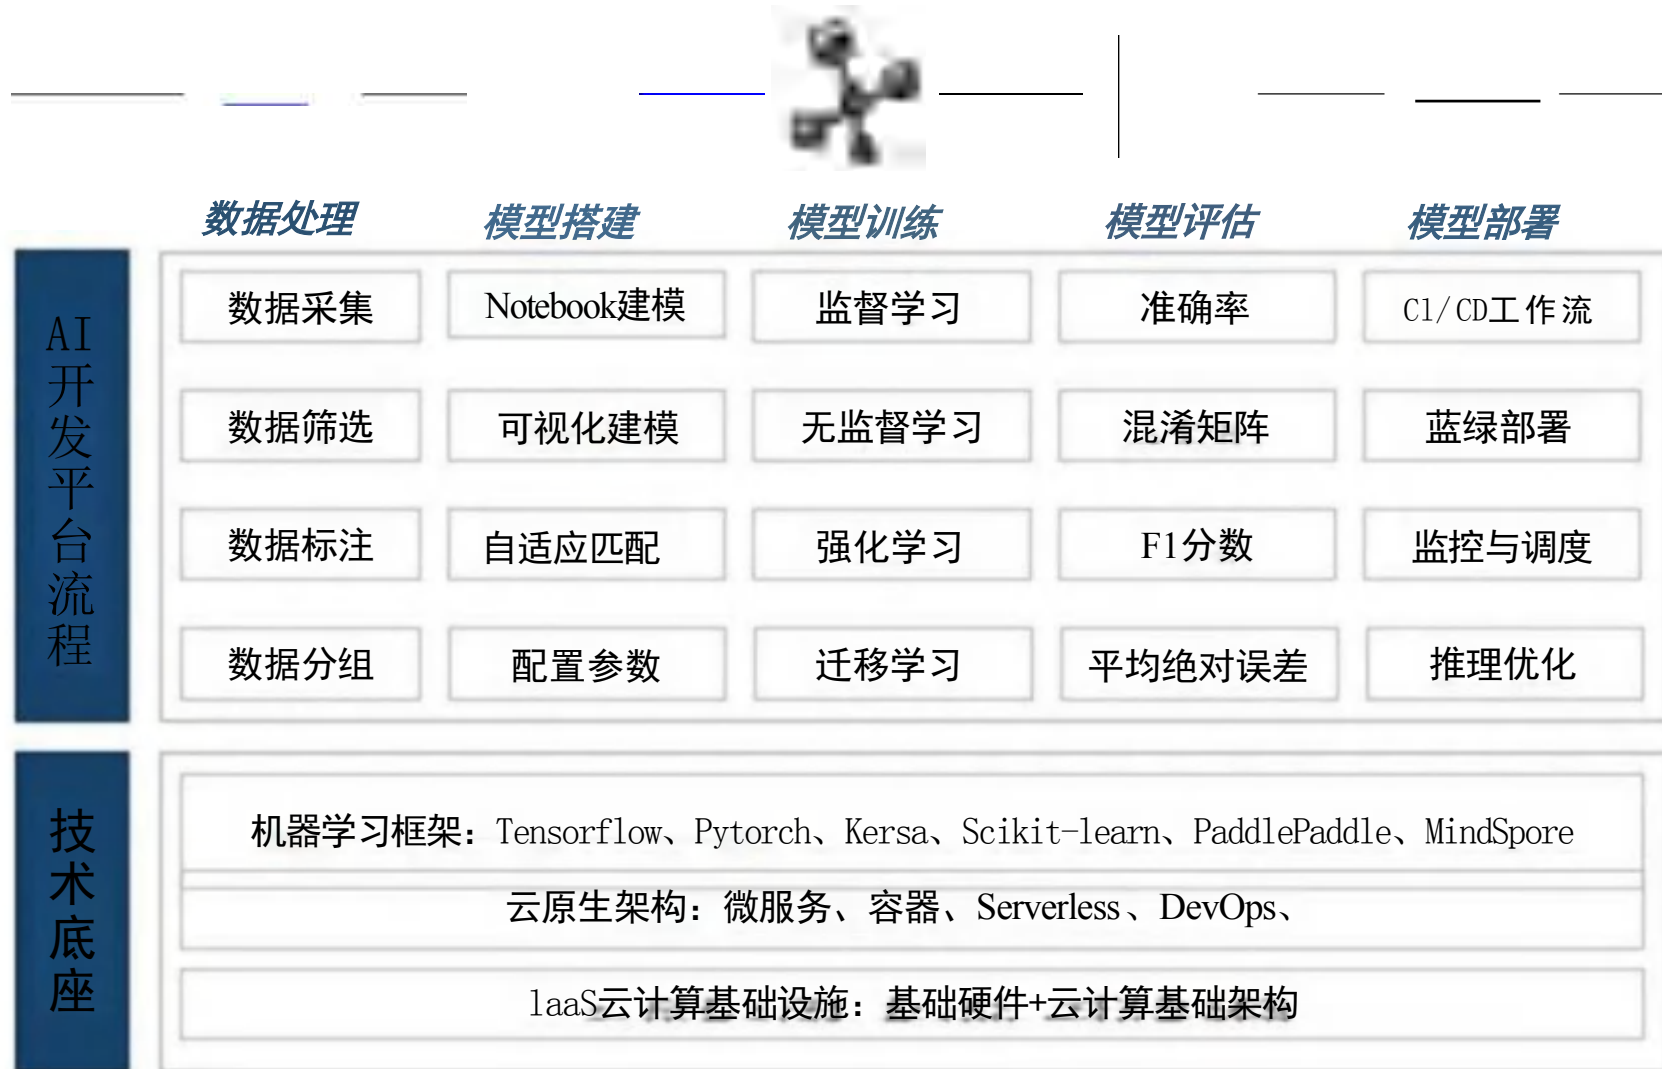 数据处理 模型搭建 模型训练 模型评估 模型部署
AI开发平台流程
数据采集 Notebook建模 监督学习 准确率 C1/CD工作流
数据筛选 可视化建模 无监督学习 混淆矩阵 蓝绿部署
数据标注 自适应匹配 强化学习 F1分数 监控与调度
数据分组 配置参数 迁移学习 平均绝对误差 推理优化
技术底座
机器学习框架：Tensorflow、Pytorch、Kersa、Scikit-learn、PaddlePaddle、MindSpore
云原生架构：微服务、容器、Serverless、DevOps、
laaS云计算基础设施：基础硬件+云计算基础架构